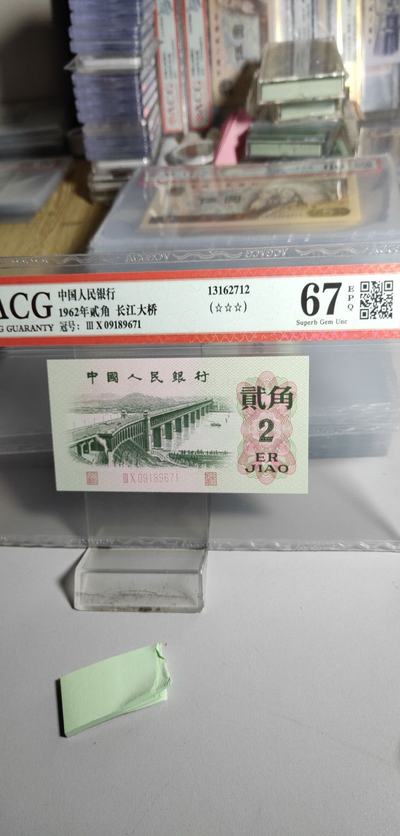 ACG
GUARANTY
中国人民银行
1962年贰角 长江大桥
冠号: Ⅲ X 09189671
13162712
(☆☆☆)
67
EPQ
Superb Gem Unc
中國人民銀行
貳角
2
ER
JIAO
ⅢX 09189671